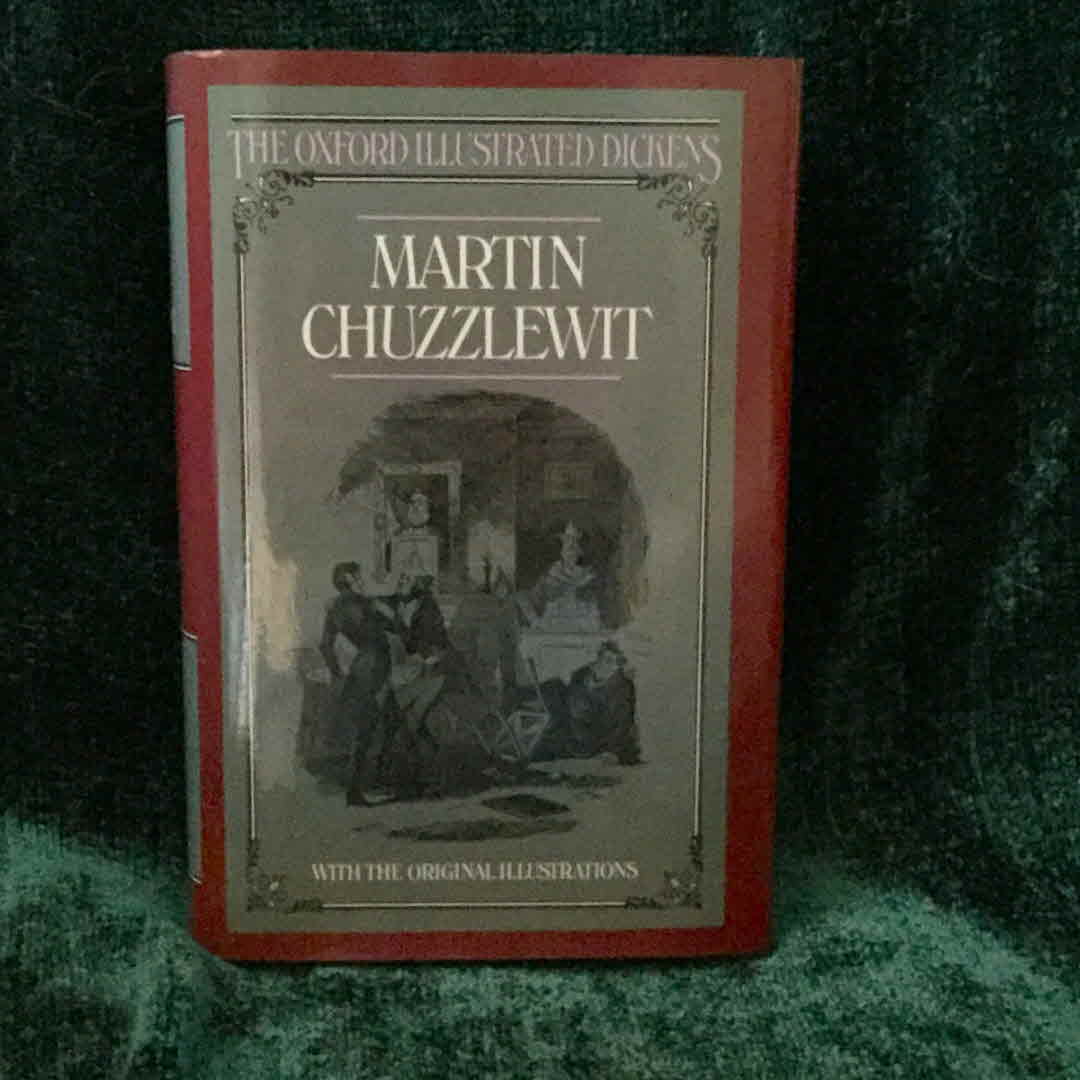 THE OXFORD ILLUSTRATED DICKENS
MARTIN
CHUZZLEWIT
WITH THE ORIGINAL ILLUSTRATIONS